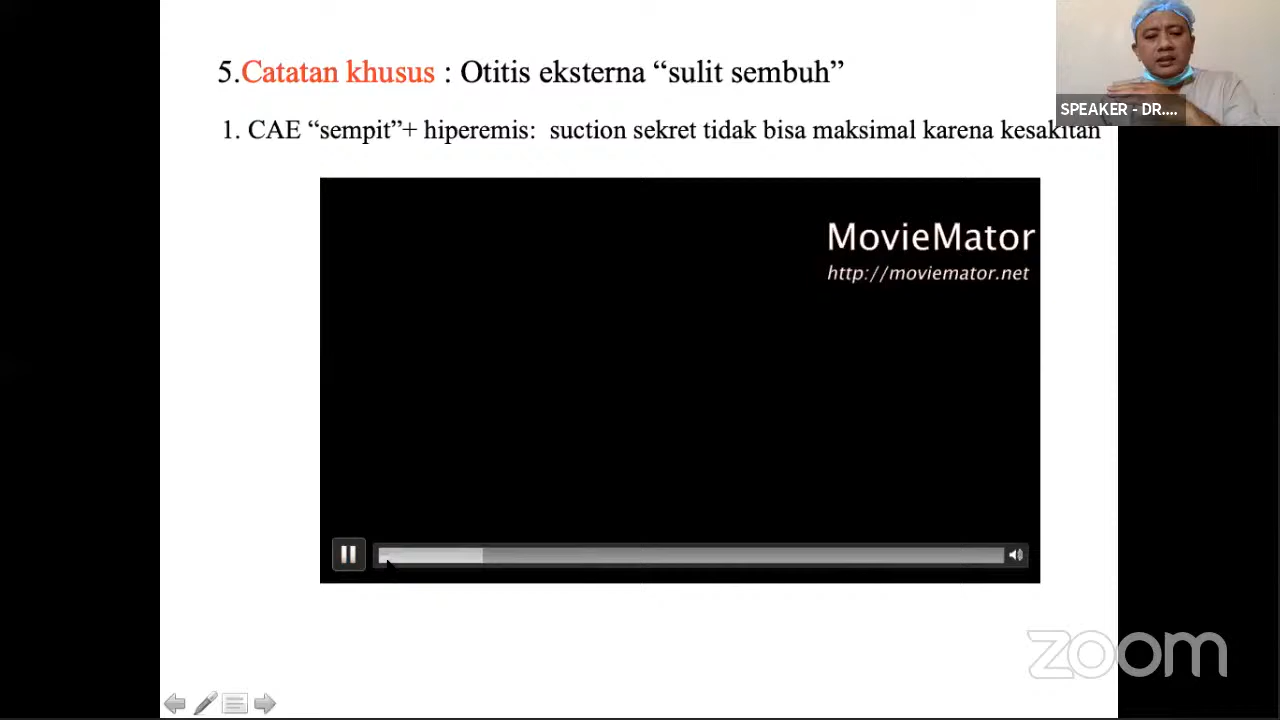 5.Catatan khusus : Otitis eksterna “sulit sembuh”
SPEAKER - DR....
1. CAE “sempit”+ hiperemis:  suction sekret tidak bisa maksimal karena kesakitan
MovieMator
http://moviemator.net
zoom